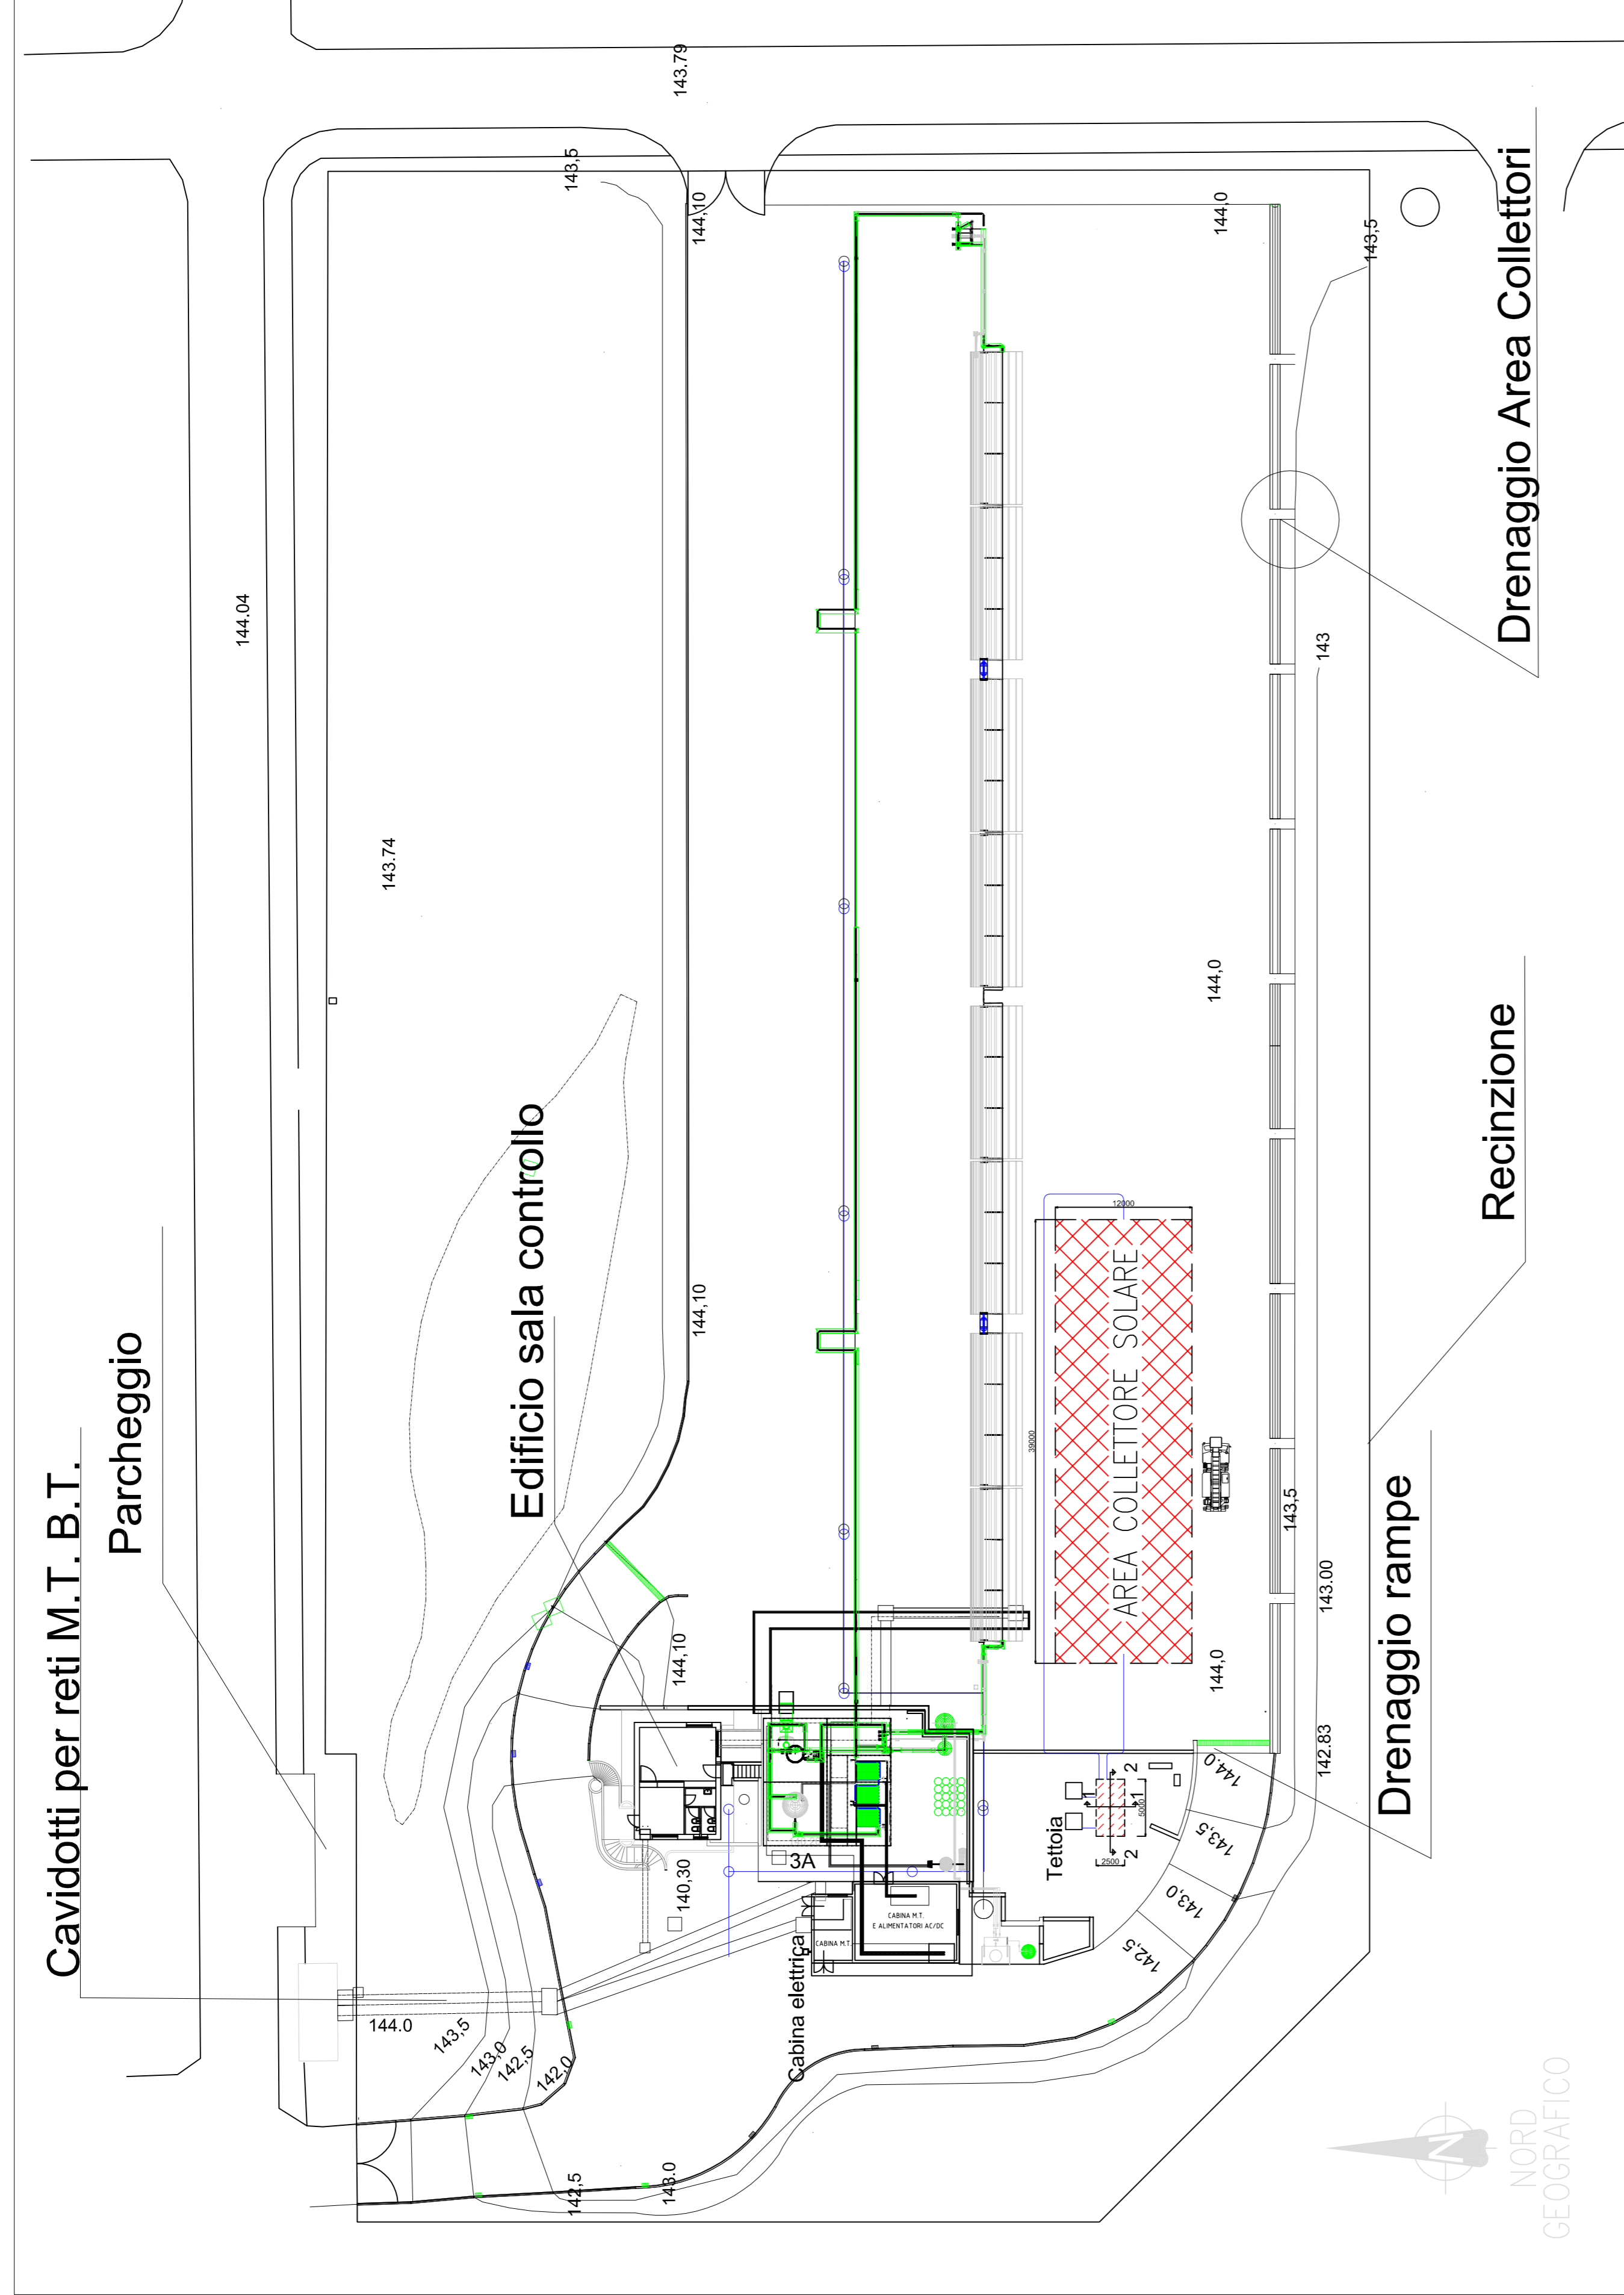 Cavidotti per reti M.T. B.T.
Parcheggio
144.04
143.74
Edificio sala controllo
143.79
143,5
144,10
144,10
144,10
140,30
144.0
143,5
143,0
142,5
142,0
142,5
143.0
3A
CABINA M.T.
CABINA M.T.
E ALIMENTATORI AC/DC
Cabina elettrica
Tettoia
2500
5000
2
1
2
39000
12000
AREA COLLETTORE SOLARE
144,0
144,0
144,0
143,5
143
143,5
143.00
142.83
144.0
143,5
143,0
142,5
Drenaggio Area Collettori
Recinzione
Drenaggio rampe
N
NORD
GEOGRAFICO